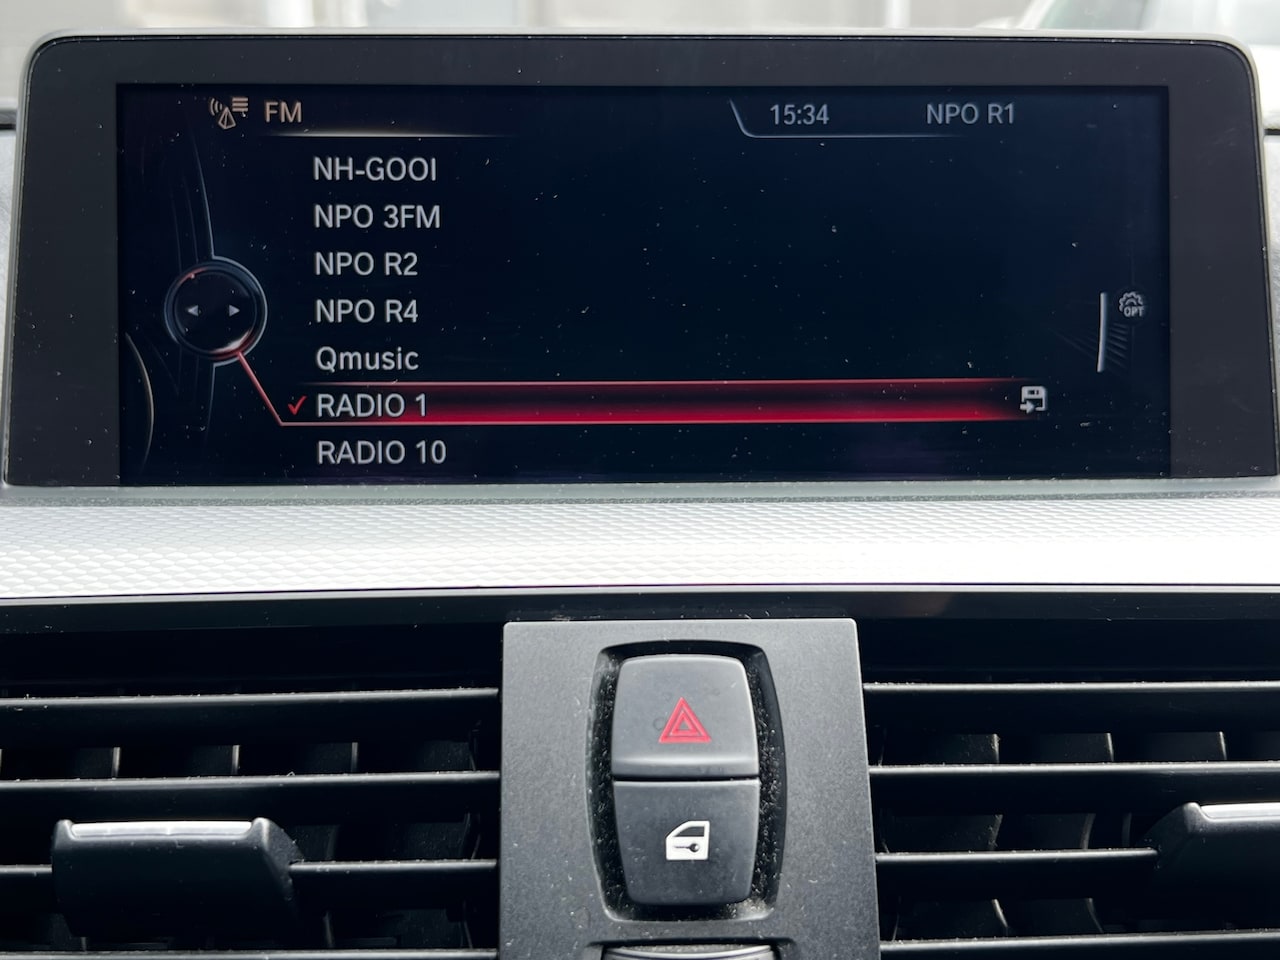 FM
15:34
NPO R1
NH-GOOI
NPO 3FM
NPO R2
NPO R4
Qmusic
OPT
RADIO 1
RADIO 10